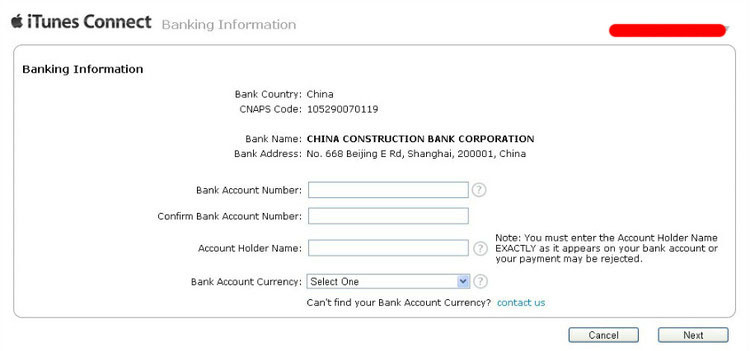 iTunes Connect Banking Information
Banking Information
Bank Country: China
CNAPS Code: 105290070119
Bank Name: CHINA CONSTRUCTION BANK CORPORATION
Bank Address: No. 668 Beijing E Rd, Shanghai, 200001, China
Bank Account Number: ?
Confirm Bank Account Number:
Account Holder Name: ?
Note: You must enter the Account Holder Name
EXACTLY as it appears on your bank account or
your payment may be rejected.
Bank Account Currency: Select One ?
Can't find your Bank Account Currency? contact us
Cancel Next